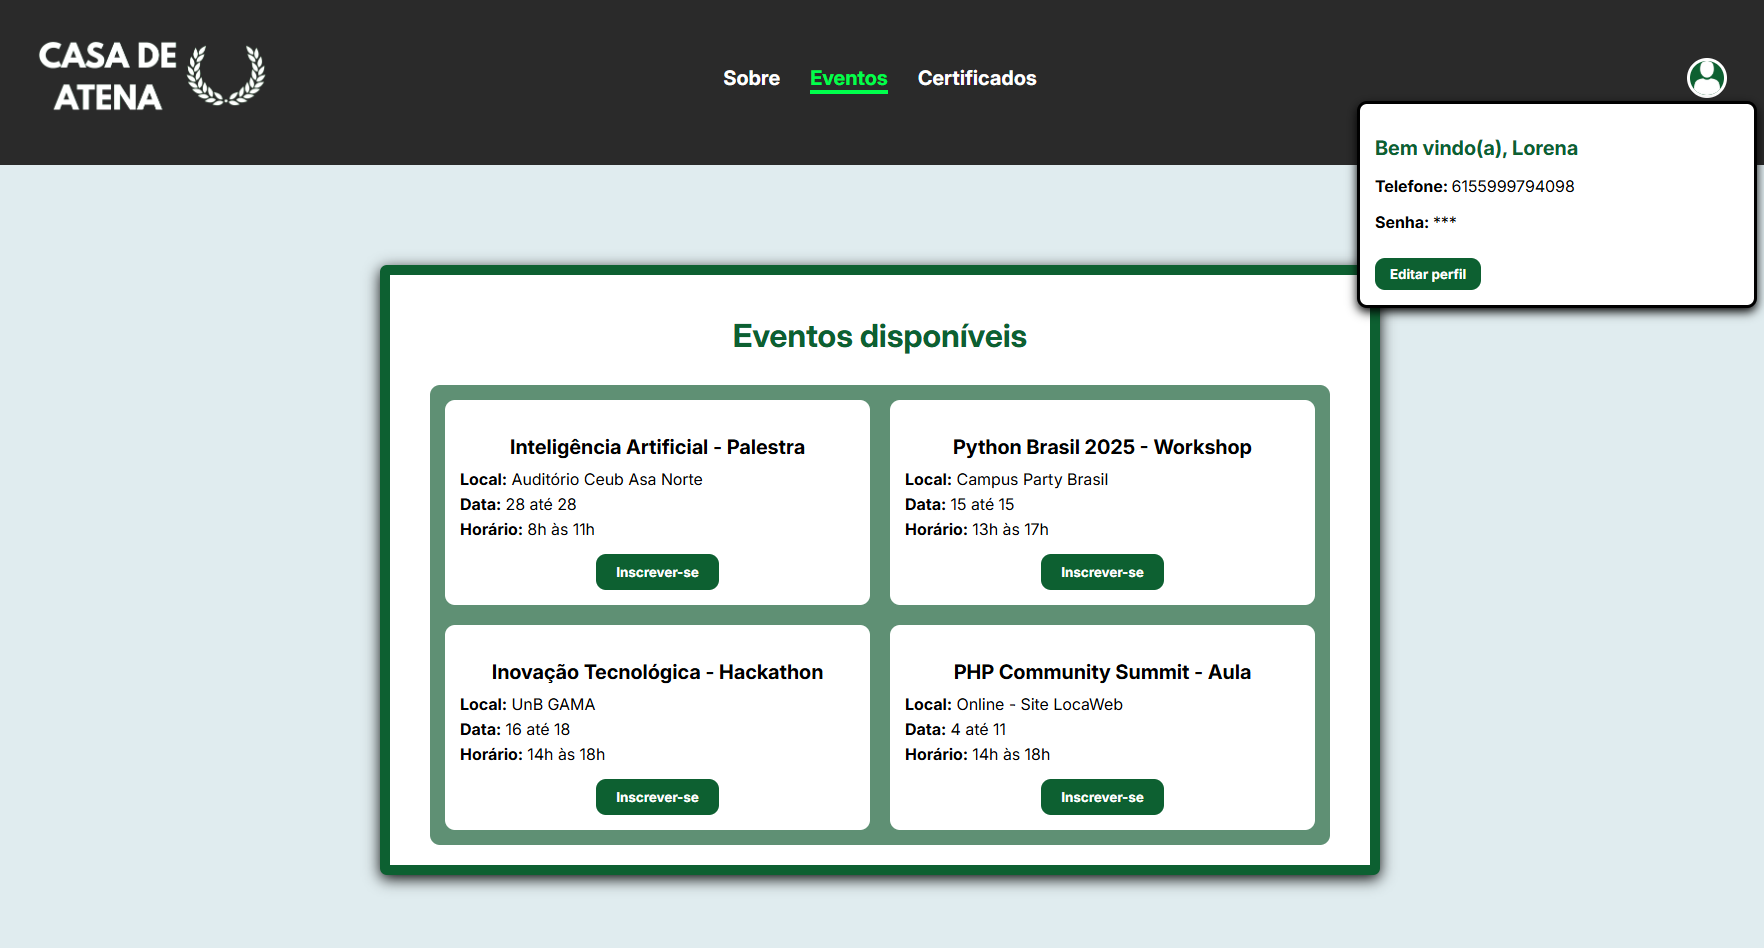 CASA DE
ATENA
Sobre
Eventos
Certificados
Bem vindo(a), Lorena
Telefone: 6155999794098
Senha: ***
Editar perfil
Eventos disponíveis
Inteligência Artificial - Palestra
Local: Auditório Ceub Asa Norte
Data: 28 até 28
Horário: 8h às 11h
Inscrever-se
Python Brasil 2025 - Workshop
Local: Campus Party Brasil
Data: 15 até 15
Horário: 13h às 17h
Inscrever-se
Inovação Tecnológica - Hackathon
Local: UnB GAMA
Data: 16 até 18
Horário: 14h às 18h
Inscrever-se
PHP Community Summit - Aula
Local: Online - Site LocaWeb
Data: 4 até 11
Horário: 14h às 18h
Inscrever-se